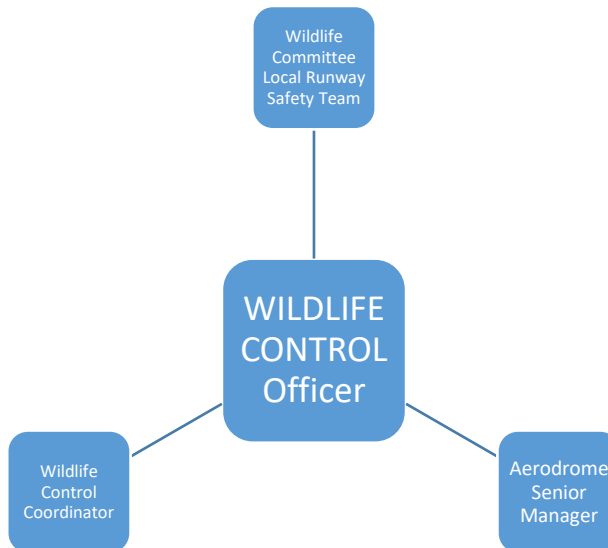 Wildlife
Committee
Local Runway
Safety Team
WILDLIFE
CONTROL
Officer
Wildlife
Control
Coordinator
Aerodrome
Senior
Manager